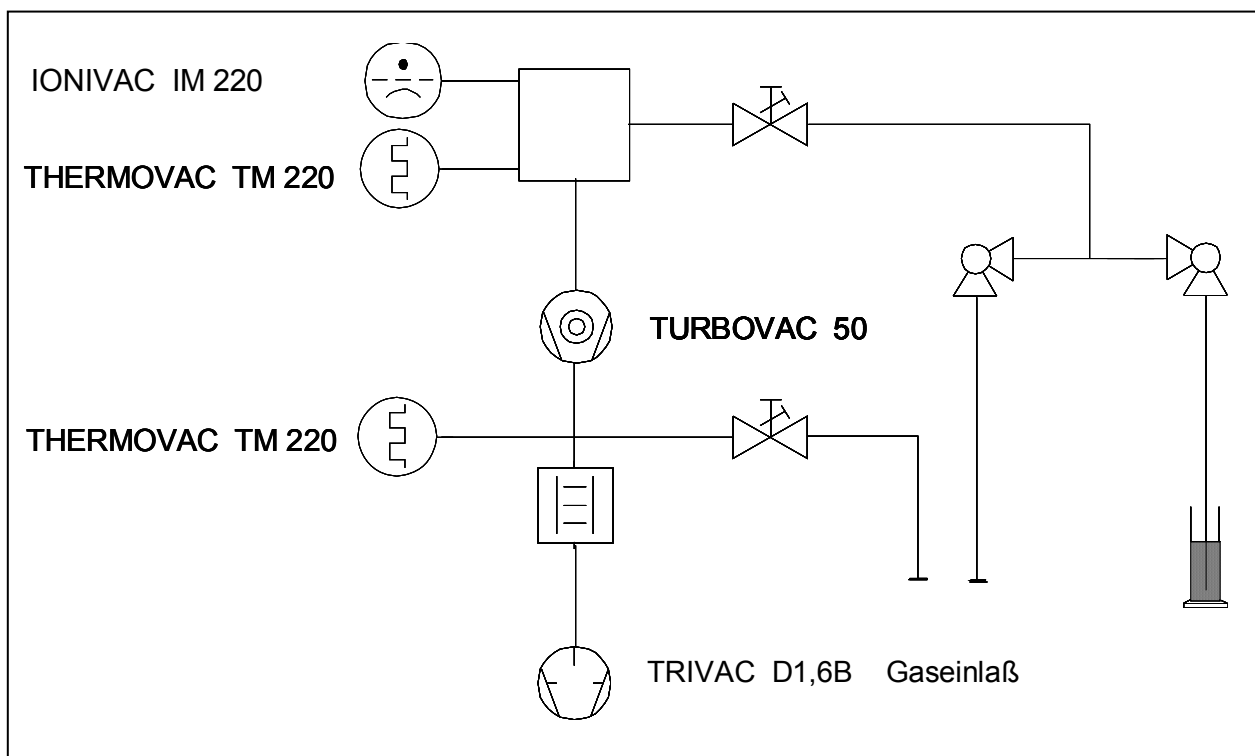 IONIVAC IM 220
THERMOVAC TM 220
TURBOVAC 50
THERMOVAC TM 220
TRIVAC D1,6B Gaseinlaß